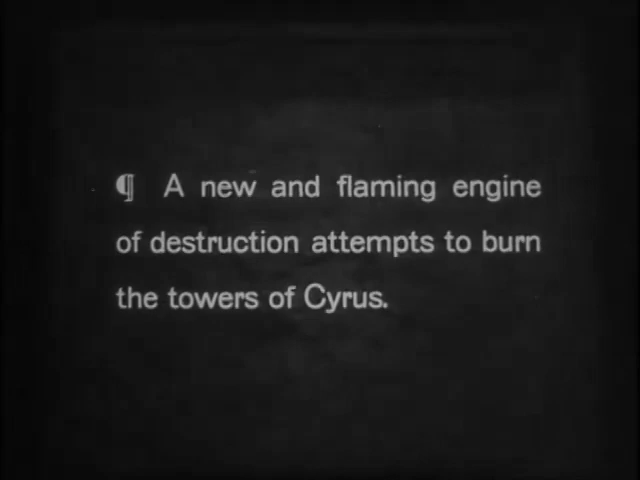 ¶ A new and flaming engine
of destruction attempts to burn
the towers of Cyrus.